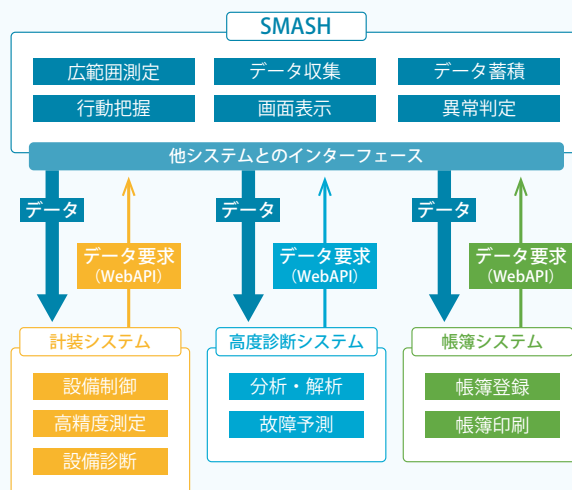 SMASH
広範囲測定 データ収集 データ蓄積
行動把握 画面表示 異常判定
他システムとのインターフェース
データ データ データ
データ要求 データ要求 データ要求
（WebAPI） （WebAPI） （WebAPI）
計装システム 高度診断システム 帳簿システム
設備制御 分析・解析 帳簿登録
高精度測定 故障予測 帳簿印刷
設備診断